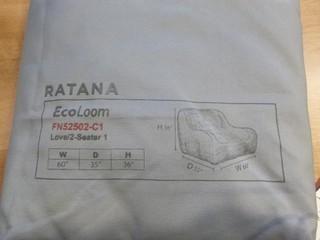 RATANA
EcoLoom
FN52502-C1
Love/2-Seater 1
W D H
60" 35" 36"
H W
D
W W